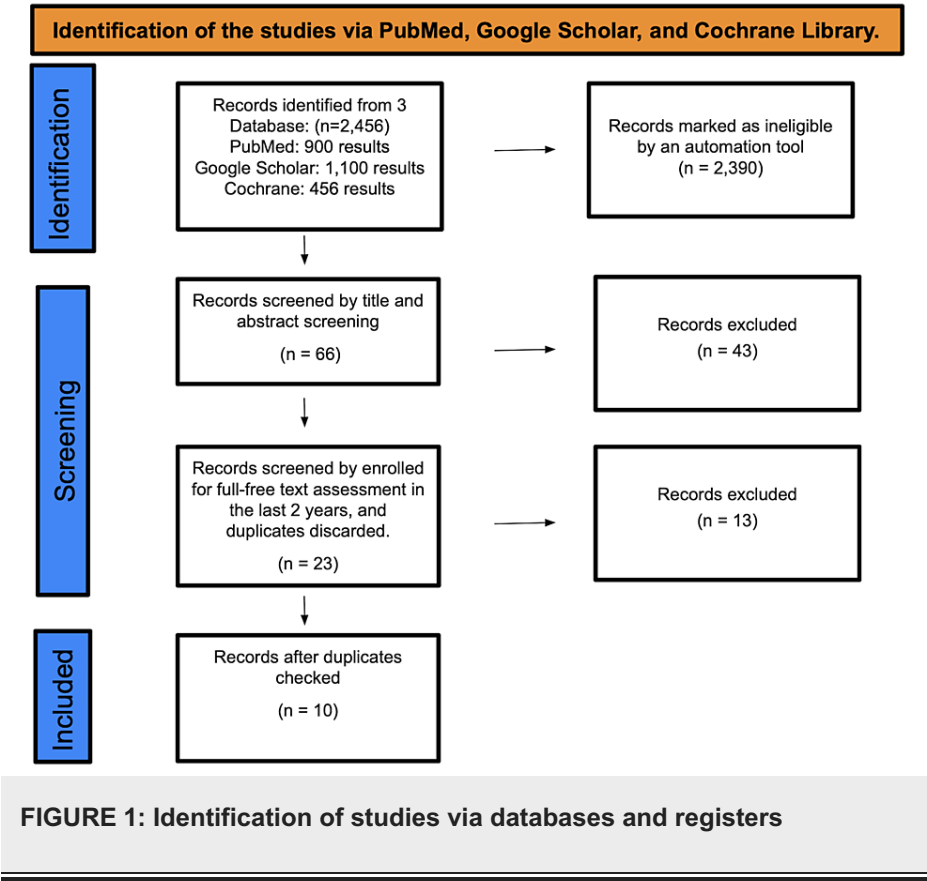 Identification of the studies via PubMed, Google Scholar, and Cochrane Library.
Identification
Records identified from 3
Database: (n=2,456)
PubMed: 900 results
Google Scholar: 1,100 results
Cochrane: 456 results
Records marked as ineligible
by an automation tool
(n = 2,390)
Screening
Records screened by title and
abstract screening
(n = 66)
Records excluded
(n = 43)
Records screened by enrolled
for full-free text assessment in
the last 2 years, and
duplicates discarded.
(n = 23)
Records excluded
(n = 13)
Included
Records after duplicates
checked
(n = 10)
FIGURE 1: Identification of studies via databases and registers